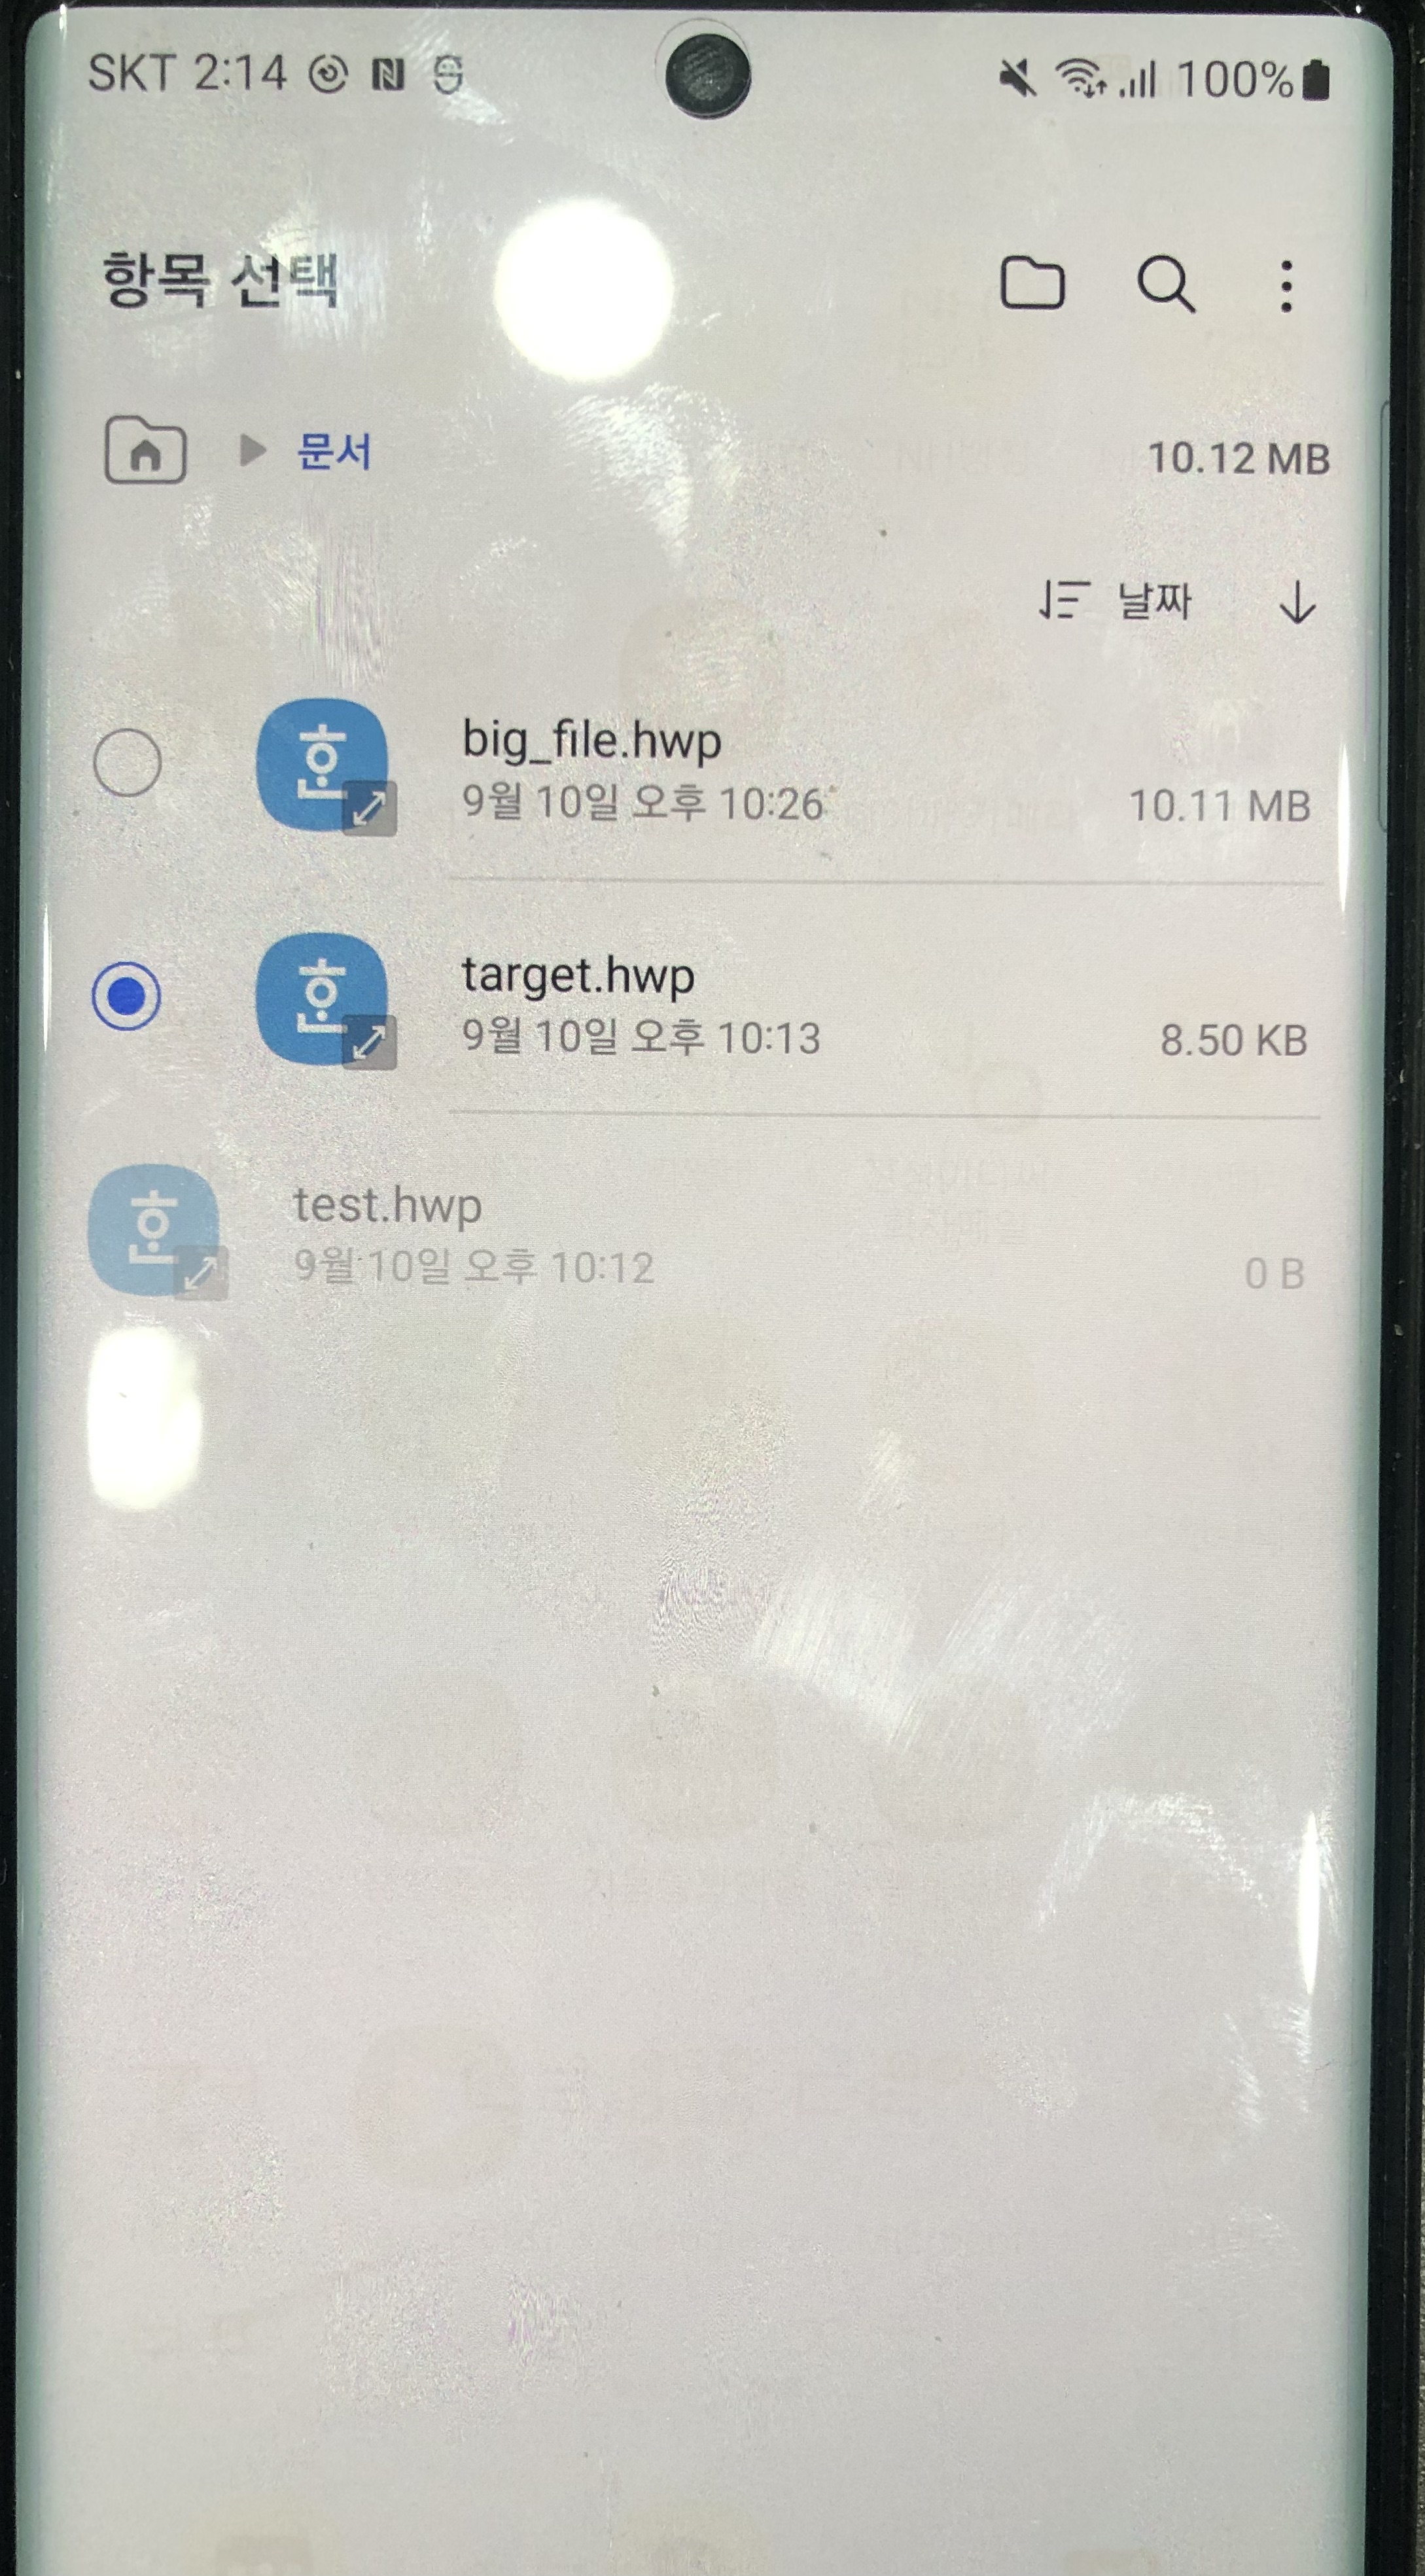 SKT 2:14 100%
항목 선택
문서 10.12 MB
날짜
big_file.hwp
9월 10일 오후 10:26 10.11 MB
target.hwp
9월 10일 오후 10:13 8.50 KB
test.hwp
9월 10일 오후 10:12 0 B